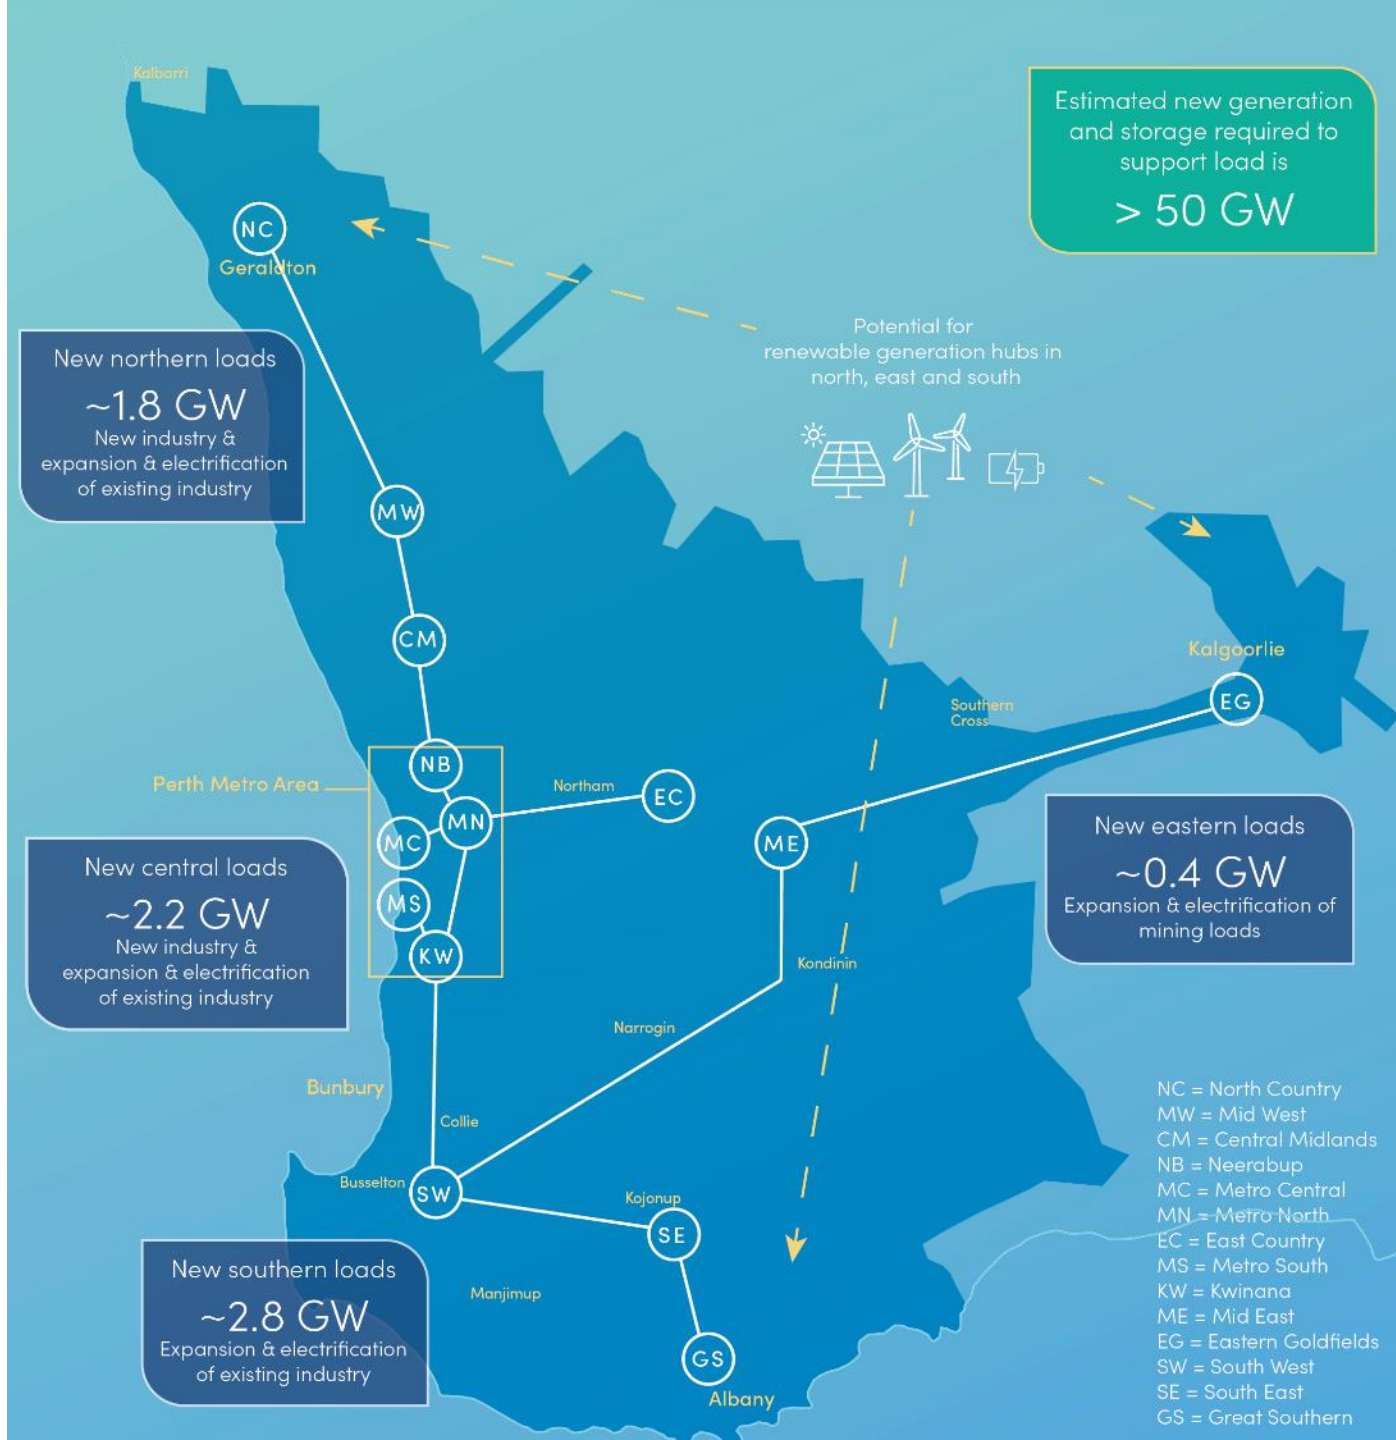 Kalbarri
Estimated new generation
and storage required to
support load is
> 50 GW
NC
Geraldton
Potential for
renewable generation hubs in
north, east and south
New northern loads
~1.8 GW
New industry &
expansion & electrification
of existing industry
MW
CM
Kalgoorlie
EG
Southern
Cross
NB
Perth Metro Area
Northam
EC
MN
MC
ME
MS
KW
New central loads
~2.2 GW
New industry &
expansion & electrification
of existing industry
New eastern loads
~0.4 GW
Expansion & electrification of
mining loads
Kondinin
Narrogin
Bunbury
Collie
Busselton
SW
Kojonup
SE
Manjimup
GS
Albany
New southern loads
~2.8 GW
Expansion & electrification
of existing industry
NC = North Country
MW = Mid West
CM = Central Midlands
NB = Neerabup
MC = Metro Central
MN = Metro North
EC = East Country
MS = Metro South
KW = Kwinana
ME = Mid East
EG = Eastern Goldfields
SW = South West
SE = South East
GS = Great Southern